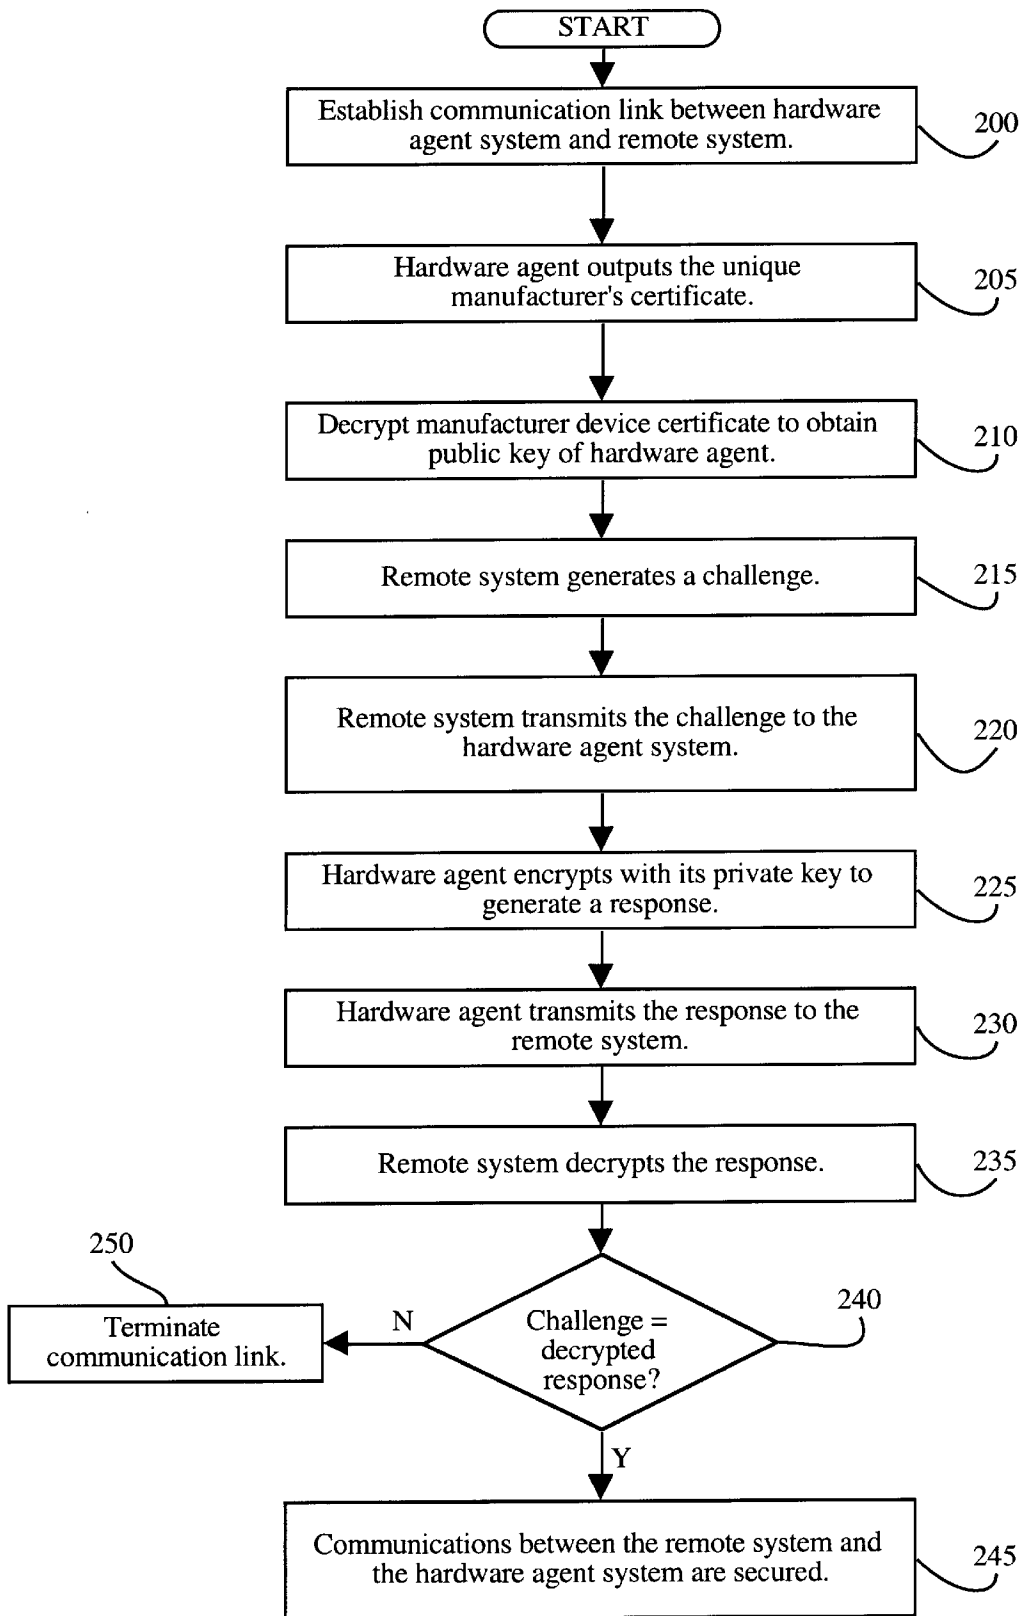 START
Establish communication link between hardware
agent system and remote system.
200
Hardware agent outputs the unique
manufacturer's certificate.
205
Decrypt manufacturer device certificate to obtain
public key of hardware agent.
210
Remote system generates a challenge.
215
Remote system transmits the challenge to the
hardware agent system.
220
Hardware agent encrypts with its private key to
generate a response.
225
Hardware agent transmits the response to the
remote system.
230
Remote system decrypts the response.
235
250
Terminate
communication link.
N
Challenge =
decrypted
response?
240
Y
Communications between the remote system and
the hardware agent system are secured.
245